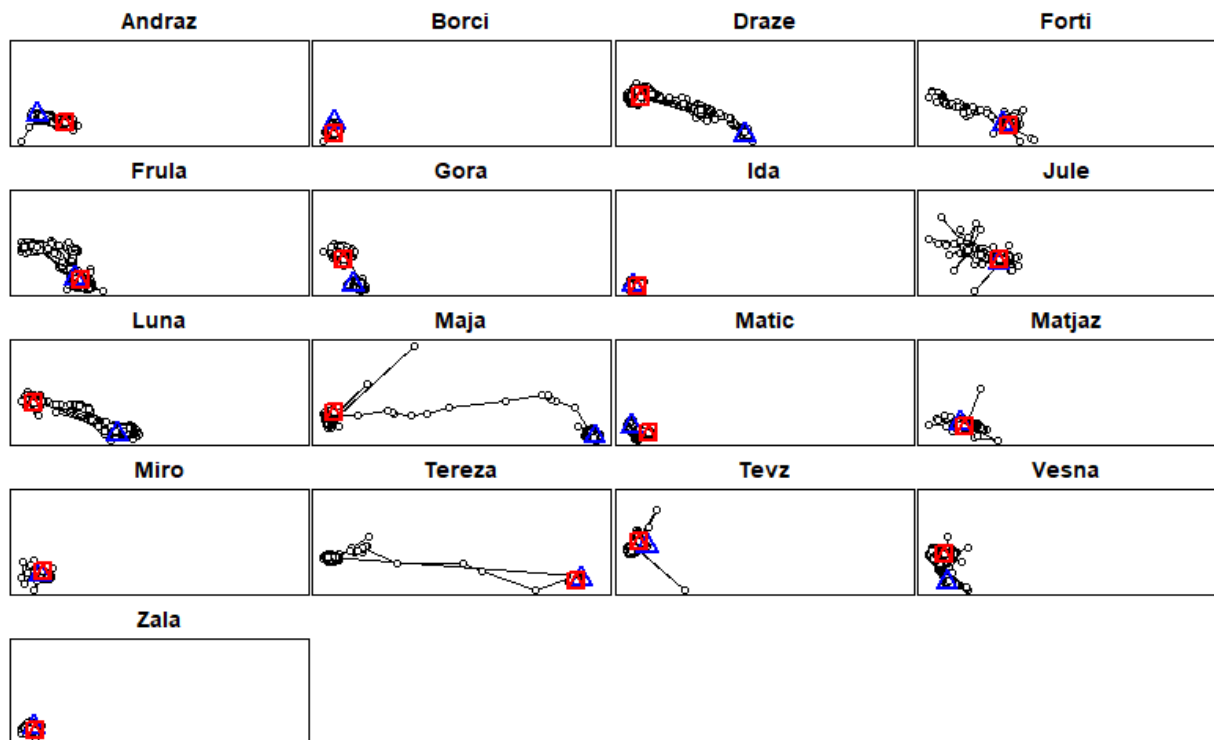 Andraz Borci Draze Forti
Frula Gora Ida Jule
Luna Maja Matic Matjaz
Miro Tereza Tevz Vesna
Zala